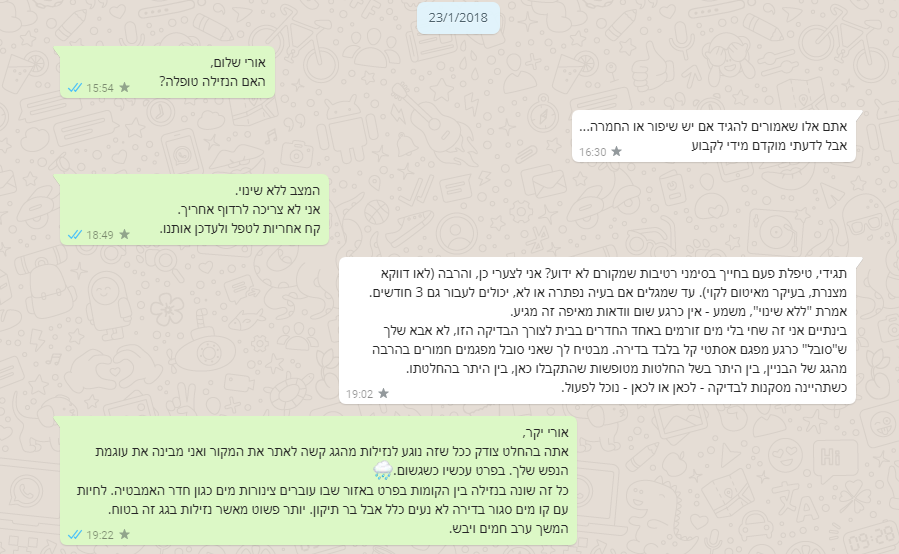 23/1/2018
אורי שלום,
האם הנזילה טופלה?
15:54
אתם אלו שאמורים להגיד אם יש שיפור או החמרה...
אבל לדעתי מוקדם מידי לקבוע
16:30
המצב ללא שינוי.
אני לא צריכה לרדוף אחריך.
קח אחריות לטפל ולעדכן אותנו.
18:49
תגידי, טיפלת פעם בחייך בסימני רטיבות שמקורם לא ידוע? אני לצערי כן, והרבה (לאו דווקא
מצנרת, בעיקר מאיטום לקוי). עד שמגלים אם בעיה נפתרה או לא, יכולים לעבור גם 3 חודשים.
אמרת "ללא שינוי", משמע - אין כרגע שום וודאות מאיפה זה מגיע.
בינתיים אני זה שחי בלי מים זורמים באחד החדרים בבית לצורך הבדיקה הזו, לא אבא שלך
ש"סובל" כרגע מפגם אסתטי קל בלבד בדירה. מבטיח לך שאני סובל מפגמים חמורים בהרבה
מהגג של הבניין, בין היתר בשל החלטות מטופשות שהתקבלו כאן, בין היתר בהחלטתו.
כשתהיינה מסקנות לבדיקה - לכאן או לכאן - נוכל לפעול.
19:02
אורי יקר,
אתה בהחלט צודק ככל שזה נוגע לנזילות מהגג קשה לאתר את המקור ואני מבינה את עוגמת
הנפש שלך. בפרט עכשיו כשגשום.🌧
כל זה שונה בנזילה בין הקומות בפרט באזור שבו עוברים צינורות מים כגון חדר האמבטיה. לחיות
עם קו מים סגור בדירה לא נעים כלל אבל בר תיקון. יותר פשוט מאשר נזילות בגג זה בטוח.
המשך ערב חמים ויבש.
19:22